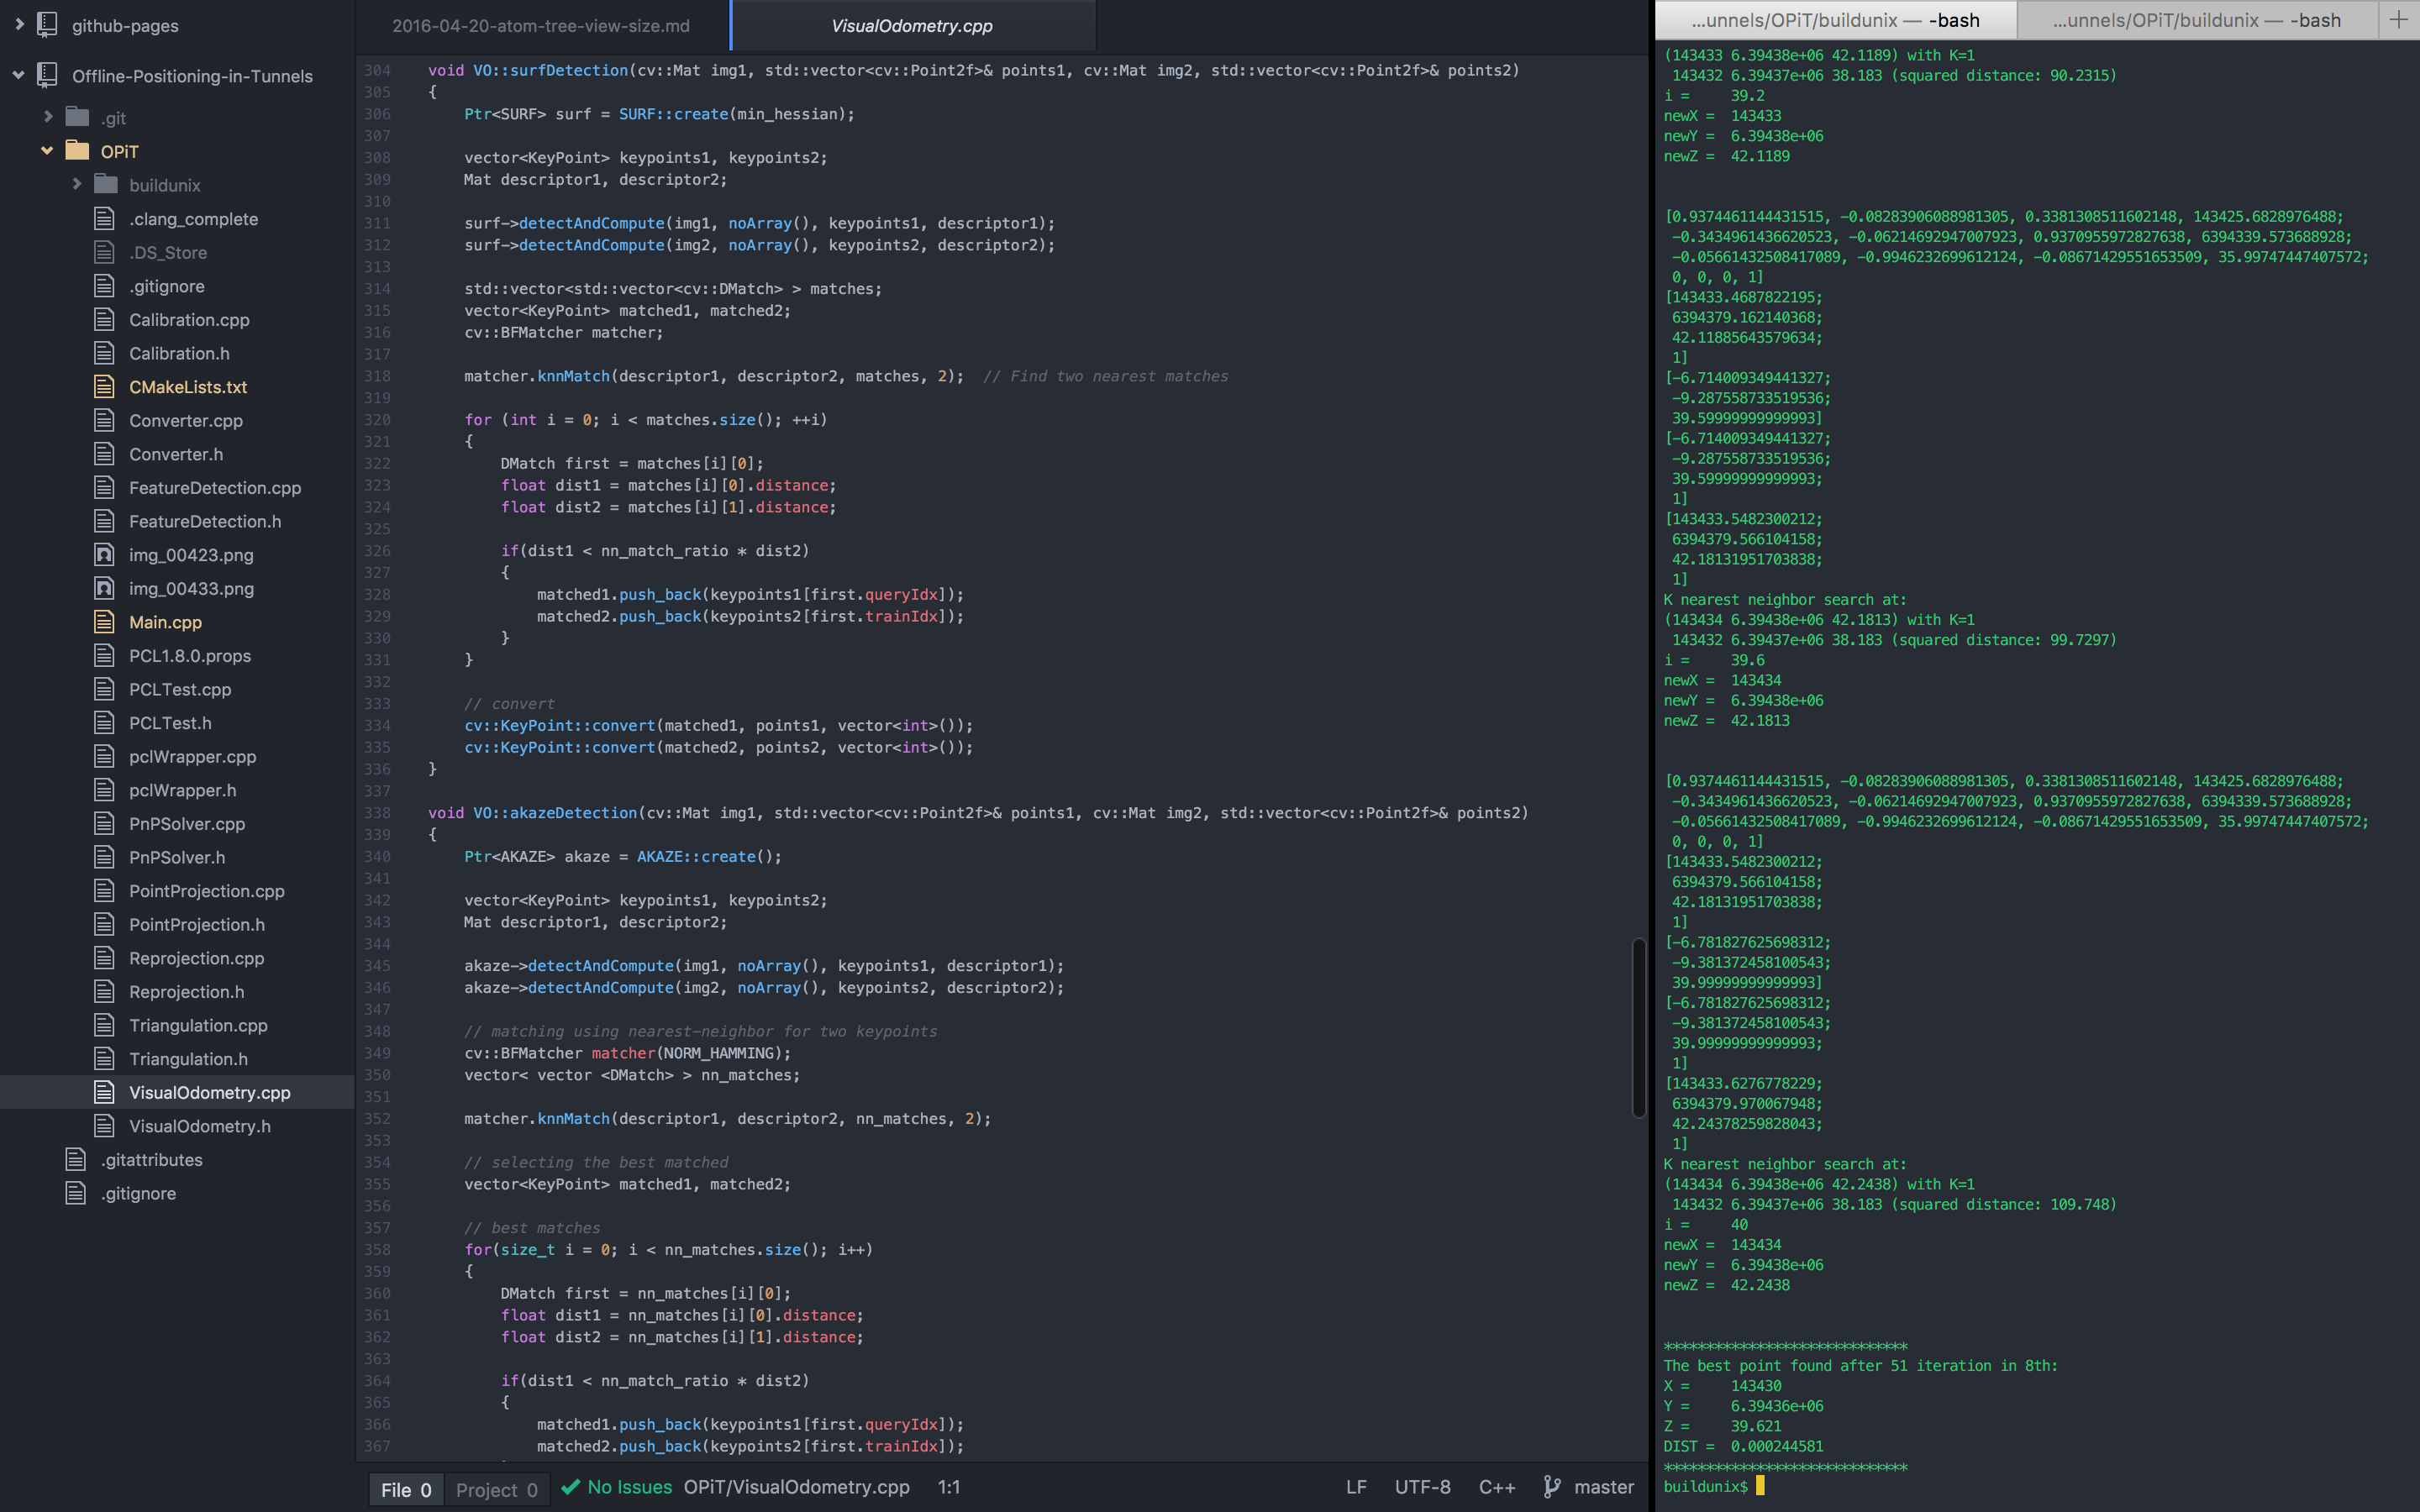 github-pages
Offline-Positioning-in-Tunnels
.git
OPiT
buildunix
.clang_complete
.DS_Store
.gitignore
Calibration.cpp
Calibration.h
CMakeLists.txt
Converter.cpp
Converter.h
FeatureDetection.cpp
FeatureDetection.h
img_00423.png
img_00433.png
Main.cpp
PCL1.8.0.props
PCLTest.cpp
PCLTest.h
pclWrapper.cpp
pclWrapper.h
PnPSolver.cpp
PnPSolver.h
PointProjection.cpp
PointProjection.h
Reprojection.cpp
Reprojection.h
Triangulation.cpp
Triangulation.h
VisualOdometry.cpp
VisualOdometry.h
.gitattributes
.gitignore
2016-04-20-atom-tree-view-size.md
VisualOdometry.cpp
304 void VO::surfDetection(cv::Mat img1, std::vector<cv::Point2f>& points1, cv::Mat img2, std::vector<cv::Point2f>& points2)
305 {
306 Ptr<SURF> surf = SURF::create(min_hessian);
307
308 vector<KeyPoint> keypoints1, keypoints2;
309 Mat descriptor1, descriptor2;
310
311 surf->detectAndCompute(img1, noArray(), keypoints1, descriptor1);
312 surf->detectAndCompute(img2, noArray(), keypoints2, descriptor2);
313
314 std::vector<std::vector<cv::DMatch> > matches;
315 vector<KeyPoint> matched1, matched2;
316 cv::BFMatcher matcher;
317
318 matcher.knnMatch(descriptor1, descriptor2, matches, 2); // Find two nearest matches
319
320 for (int i = 0; i < matches.size(); ++i)
321 {
322 DMatch first = matches[i][0];
323 float dist1 = matches[i][0].distance;
324 float dist2 = matches[i][1].distance;
325
326 if(dist1 < nn_match_ratio * dist2)
327 {
328 matched1.push_back(keypoints1[first.queryIdx]);
329 matched2.push_back(keypoints2[first.trainIdx]);
330 }
331 }
332
333 // convert
334 cv::KeyPoint::convert(matched1, points1, vector<int>());
335 cv::KeyPoint::convert(matched2, points2, vector<int>());
336 }
337
338 void VO::akazeDetection(cv::Mat img1, std::vector<cv::Point2f>& points1, cv::Mat img2, std::vector<cv::Point2f>& points2)
339 {
340 Ptr<AKAZE> akaze = AKAZE::create();
341
342 vector<KeyPoint> keypoints1, keypoints2;
343 Mat descriptor1, descriptor2;
344
345 akaze->detectAndCompute(img1, noArray(), keypoints1, descriptor1);
346 akaze->detectAndCompute(img2, noArray(), keypoints2, descriptor2);
347
348 // matching using nearest-neighbor for two keypoints
349 cv::BFMatcher matcher(NORM_HAMMING);
350 vector< vector <DMatch> > nn_matches;
351
352 matcher.knnMatch(descriptor1, descriptor2, nn_matches, 2);
353
354 // selecting the best matched
355 vector<KeyPoint> matched1, matched2;
356
357 // best matches
358 for(size_t i = 0; i < nn_matches.size(); i++)
359 {
360 DMatch first = nn_matches[i][0];
361 float dist1 = nn_matches[i][0].distance;
362 float dist2 = nn_matches[i][1].distance;
363
364 if(dist1 < nn_match_ratio * dist2)
365 {
366 matched1.push_back(keypoints1[first.queryIdx]);
367 matched2.push_back(keypoints2[first.trainIdx]);
File 0 Project 0 No Issues OPiT/VisualOdometry.cpp 1:1 LF UTF-8 C++ master
...unnels/OPiT/buildunix — -bash
...unnels/OPiT/buildunix — -bash
+
(143433 6.39438e+06 42.1189) with K=1
143432 6.39437e+06 38.183 (squared distance: 90.2315)
i = 39.2
newX = 143433
newY = 6.39438e+06
newZ = 42.1189
[0.9374461144431515, -0.08283906088981305, 0.3381308511602148, 143425.6828976488;
-0.3434961436620523, -0.06214692947007923, 0.9370955972827638, 6394339.573688928;
-0.05661432508417089, -0.9946232699612124, -0.08671429551653509, 35.99747447407572;
0, 0, 0, 1]
[143433.4687822195;
6394379.162140368;
42.11885643579634;
1]
[-6.714009349441327;
-9.287558733519536;
39.59999999999993]
[-6.714009349441327;
-9.287558733519536;
39.59999999999993;
1]
[143433.5482300212;
6394379.566104158;
42.18131951703838;
1]
K nearest neighbor search at:
(143434 6.39438e+06 42.1813) with K=1
143432 6.39437e+06 38.183 (squared distance: 99.7297)
i = 39.6
newX = 143434
newY = 6.39438e+06
newZ = 42.1813
[0.9374461144431515, -0.08283906088981305, 0.3381308511602148, 143425.6828976488;
-0.3434961436620523, -0.06214692947007923, 0.9370955972827638, 6394339.573688928;
-0.05661432508417089, -0.9946232699612124, -0.08671429551653509, 35.99747447407572;
0, 0, 0, 1]
[143433.5482300212;
6394379.566104158;
42.18131951703838;
1]
[-6.781827625698312;
-9.381372458100543;
39.99999999999993]
[-6.781827625698312;
-9.381372458100543;
39.99999999999993;
1]
[143433.6276778229;
6394379.970067948;
42.24378259828043;
1]
K nearest neighbor search at:
(143434 6.39438e+06 42.2438) with K=1
143432 6.39437e+06 38.183 (squared distance: 109.748)
i = 40
newX = 143434
newY = 6.39438e+06
newZ = 42.2438
*****************************
The best point found after 51 iteration in 8th:
X = 143430
Y = 6.39436e+06
Z = 39.621
DIST = 0.000244581
*****************************
buildunix$